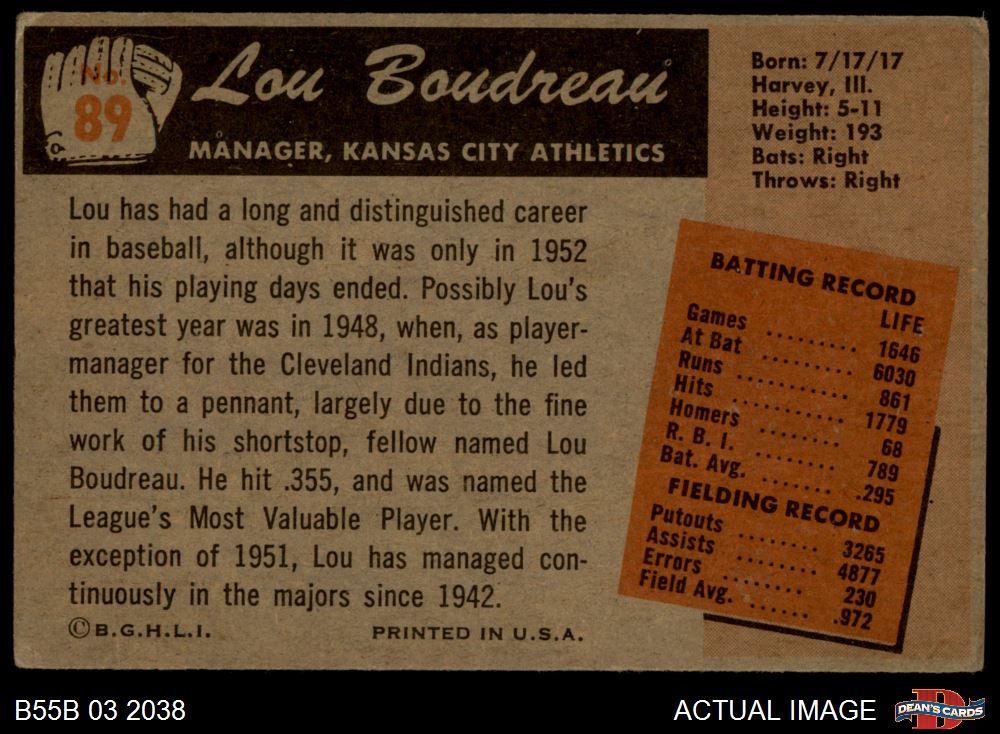 No.
89
Lou Boudreau
MANAGER, KANSAS CITY ATHLETICS
Born: 7/17/17
Harvey, Ill.
Height: 5-11
Weight: 193
Bats: Right
Throws: Right
Lou has had a long and distinguished career
in baseball, although it was only in 1952
that his playing days ended. Possibly Lou's
greatest year was in 1948, when, as player-
manager for the Cleveland Indians, he led
them to a pennant, largely due to the fine
work of his shortstop, fellow named Lou
Boudreau. He hit .355, and was named the
League's Most Valuable Player. With the
exception of 1951, Lou has managed con-
tinuously in the majors since 1942.
©B.G.H.L.I. PRINTED IN U.S.A.
BATTING RECORD
LIFE
Games ......... 1646
At Bat ......... 6030
Runs ........... 861
Hits ........... 1779
Homers ........ 68
R. B. I. ........ 789
Bat. Avg. ....... .295
FIELDING RECORD
Putouts ........ 3265
Assists ........ 4877
Errors ......... 230
Field Avg. ...... .972
B55B 03 2038
ACTUAL IMAGE
D
DEAN'S CARDS